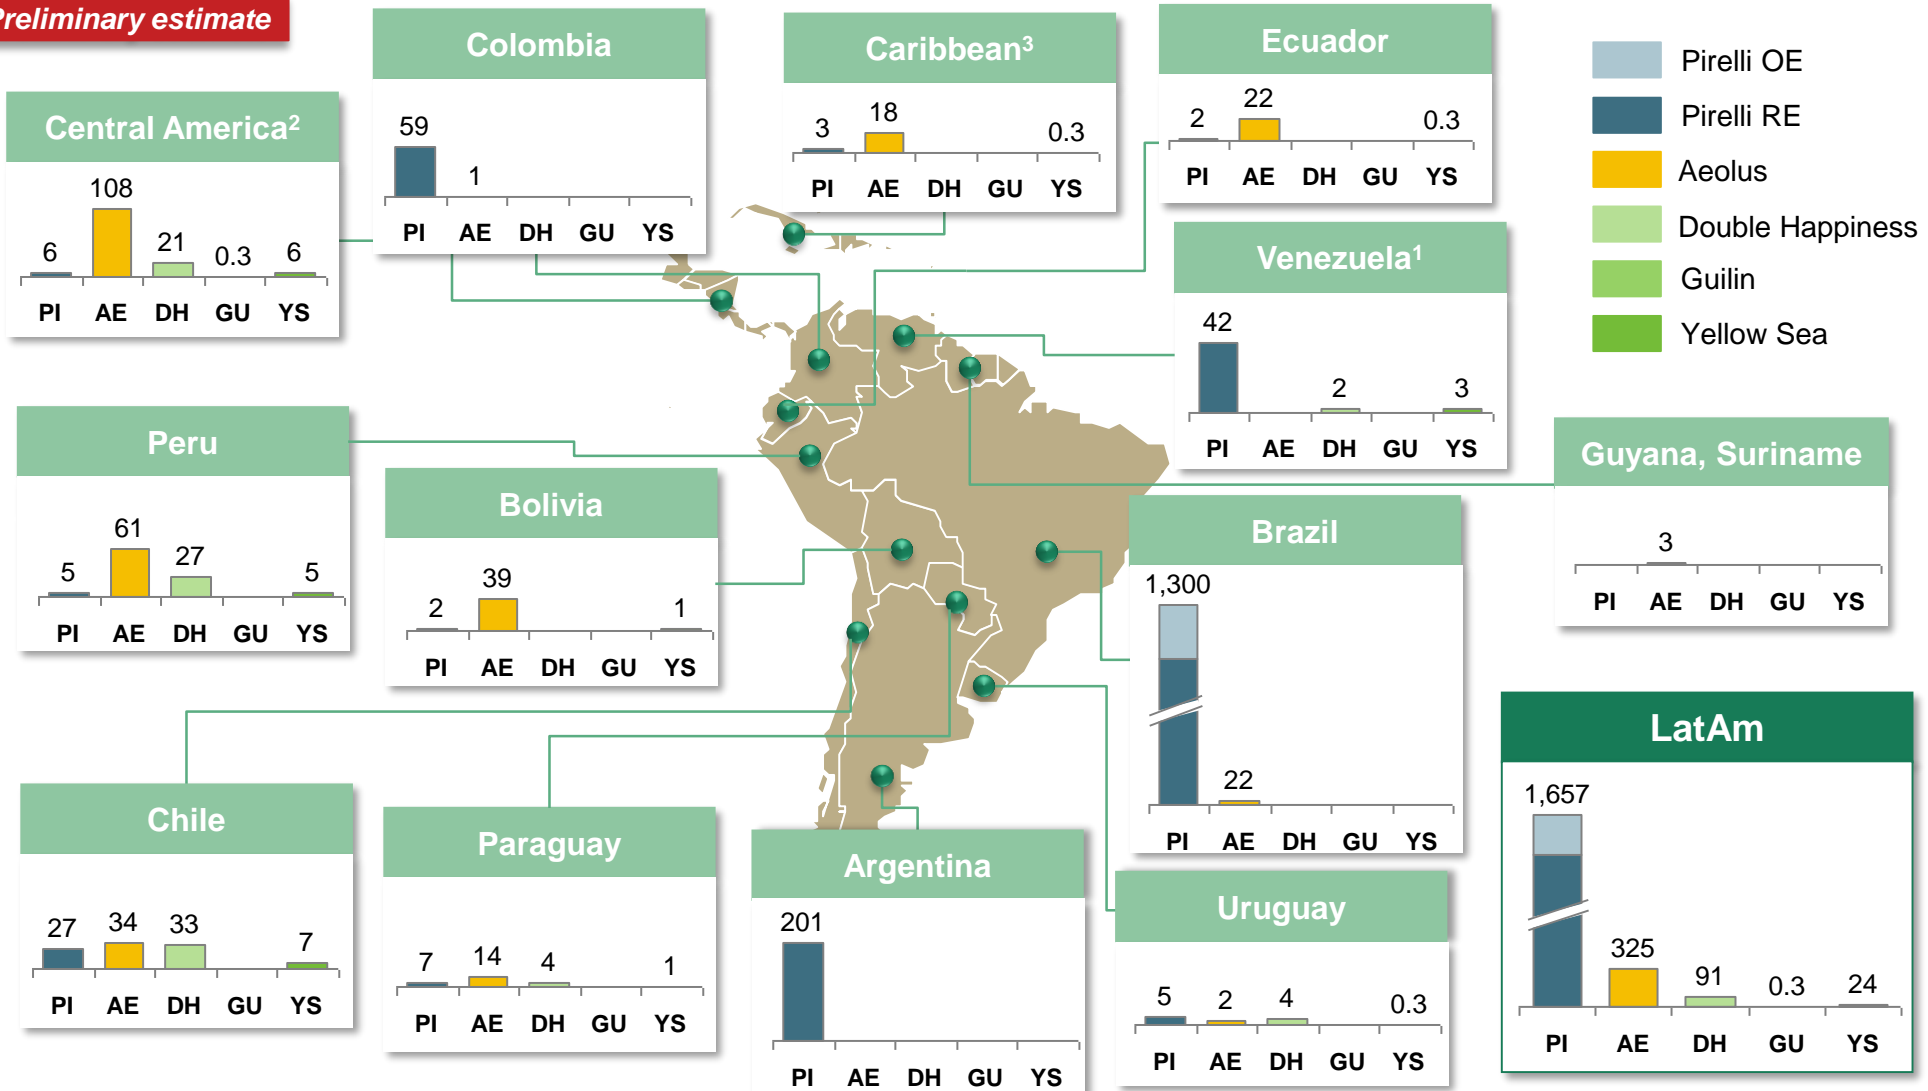 Preliminary estimate
Colombia
59
1
PI AE DH GU YS
Caribbean³
3
18
0.3
PI AE DH GU YS
Ecuador
2
22
0.3
PI AE DH GU YS
Pirelli OE
Pirelli RE
Aeolus
Double Happiness
Guilin
Yellow Sea
Central America²
6
108
21
0.3
6
PI AE DH GU YS
Venezuela¹
42
2
3
PI AE DH GU YS
Peru
5
61
27
5
PI AE DH GU YS
Bolivia
2
39
1
PI AE DH GU YS
Guyana, Suriname
3
PI AE DH GU YS
Brazil
1,300
22
PI AE DH GU YS
LatAm
1,657
325
91
0.3
24
PI AE DH GU YS
Chile
27
34
33
7
PI AE DH GU YS
Paraguay
7
14
4
1
PI AE DH GU YS
Argentina
201
PI AE DH GU YS
Uruguay
5
2
4
0.3
PI AE DH GU YS